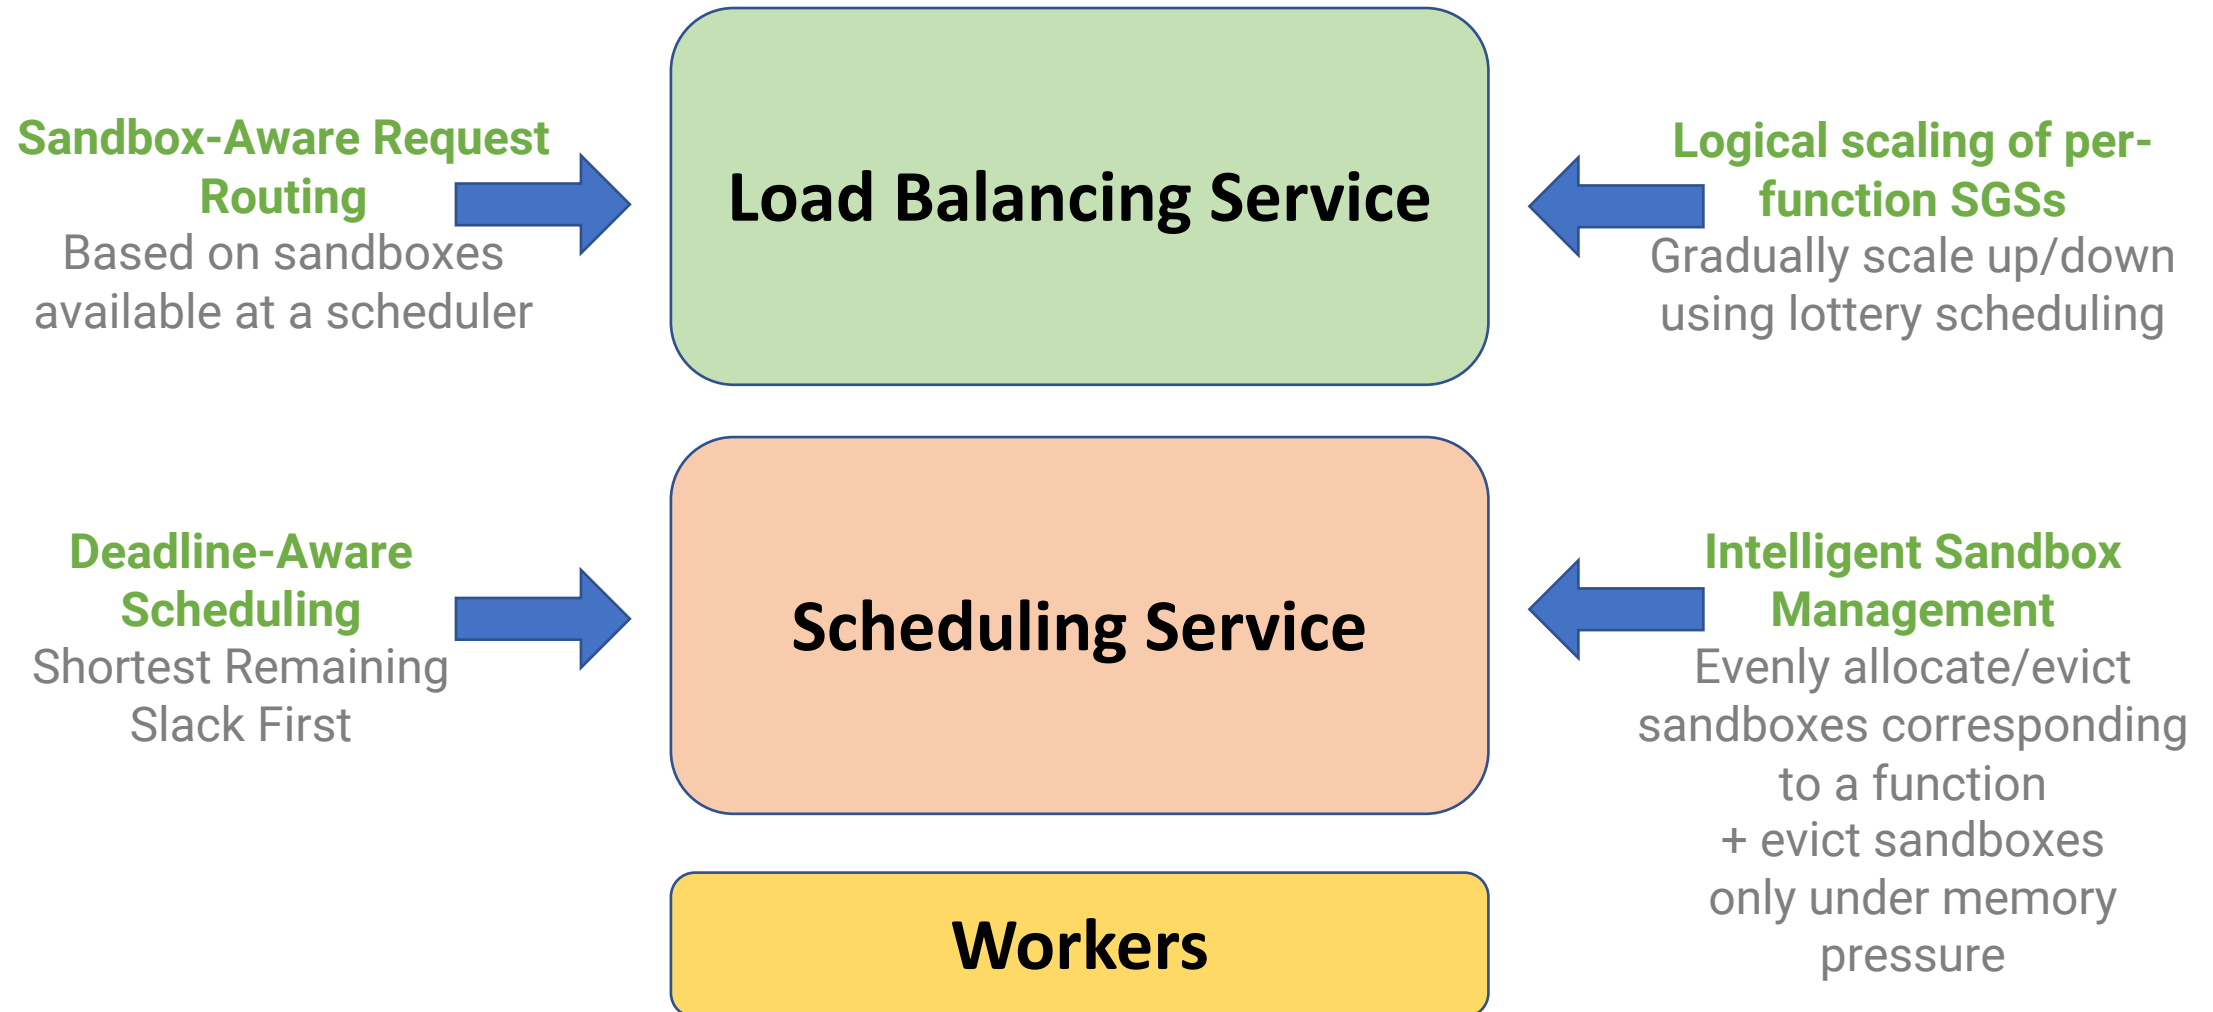 Sandbox-Aware Request
Routing
Based on sandboxes
available at a scheduler
Load Balancing Service
Logical scaling of per-
function SGSs
Gradually scale up/down
using lottery scheduling
Deadline-Aware
Scheduling
Shortest Remaining
Slack First
Scheduling Service
Intelligent Sandbox
Management
Evenly allocate/evict
sandboxes corresponding
to a function
+ evict sandboxes
only under memory
pressure
Workers